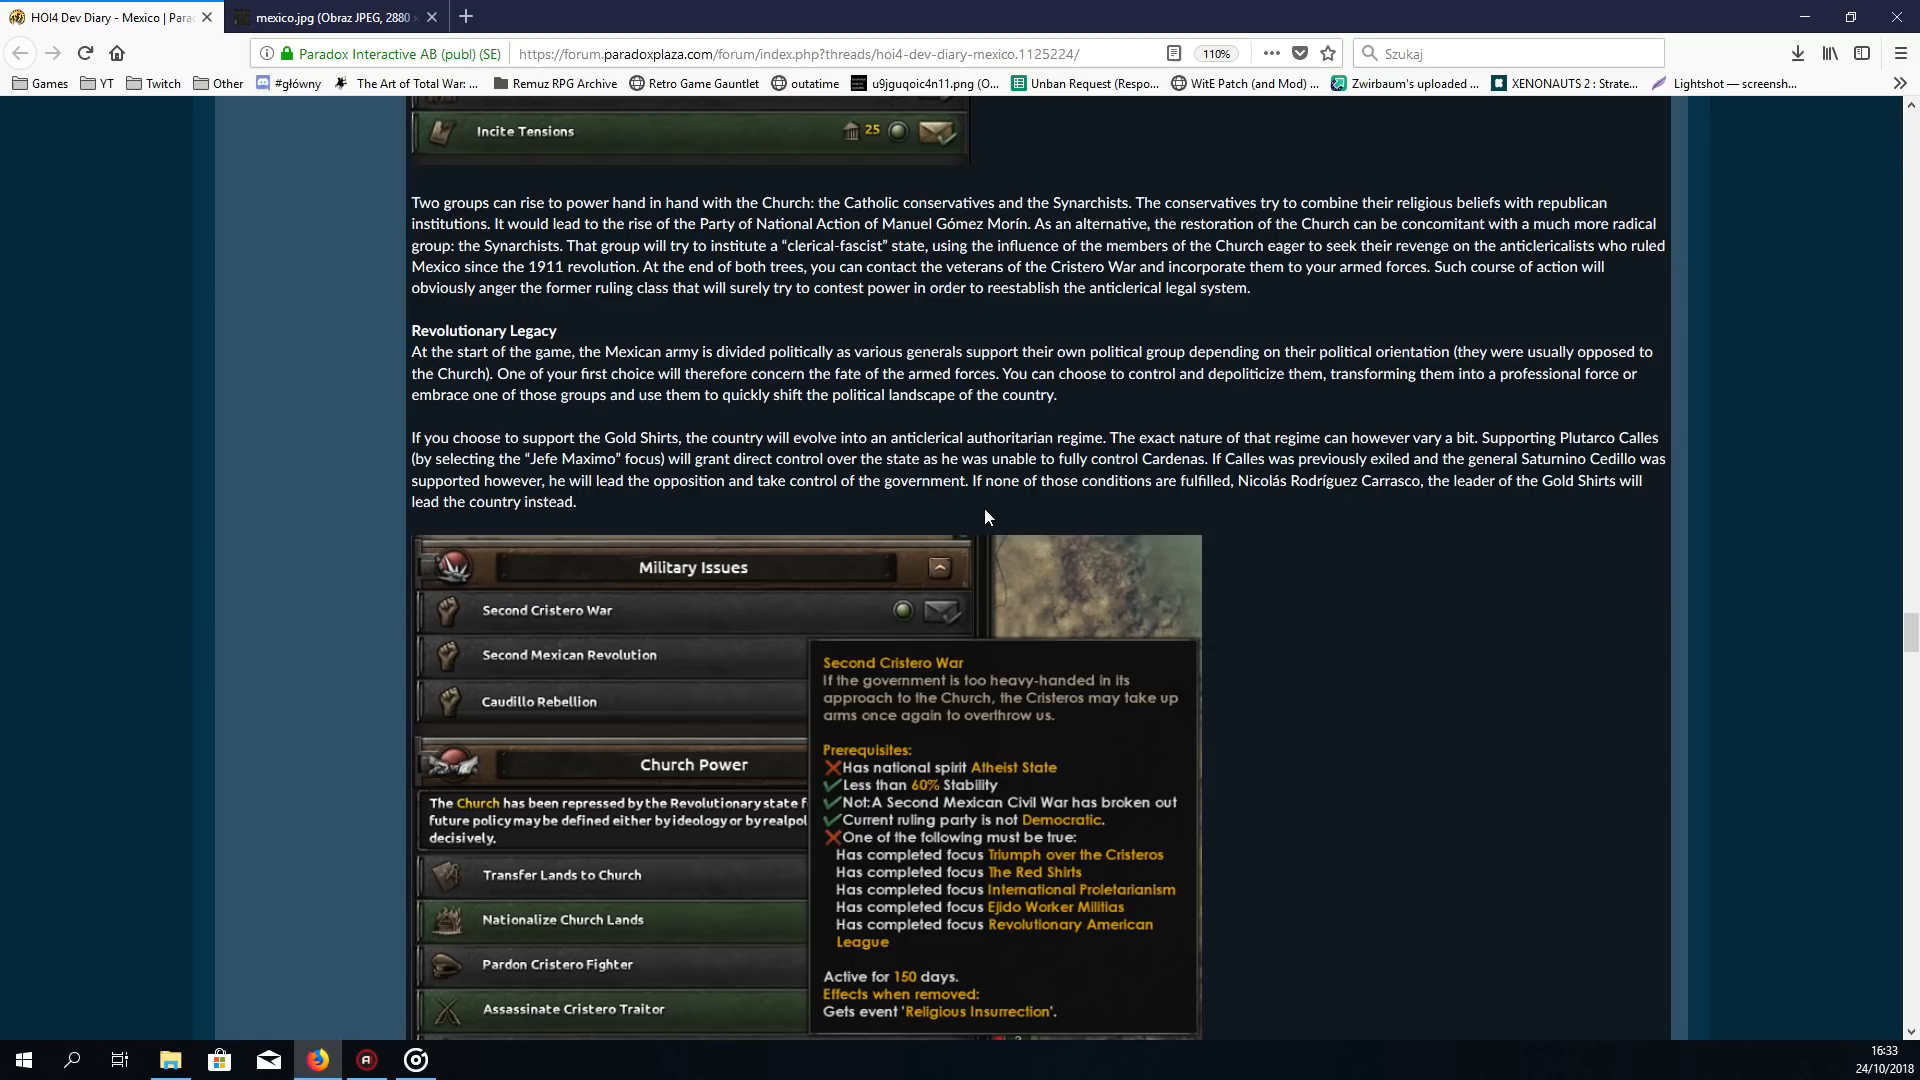 HOI4 Dev Diary - Mexico | Para
mexico.jpg (Obraz JPEG, 2880
Paradox Interactive AB (publ) (SE)
https://forum.paradoxplaza.com/forum/index.php?threads/hoi4-dev-diary-mexico.1125224/
110%
Szukaj
Games
YT
Twitch
Other
#główny
The Art of Total War: ...
Remuz RPG Archive
Retro Game Gauntlet
outatime
u9jguqoic4n11.png (O...
Unban Request (Respo...
WitE Patch (and Mod) ...
Zwirbaum's uploaded ...
XENONAUTS 2 : Strate...
Lightshot — screensh...
Incite Tensions
25
Two groups can rise to power hand in hand with the Church: the Catholic conservatives and the Synarchists. The conservatives try to combine their religious beliefs with republican
institutions. It would lead to the rise of the Party of National Action of Manuel Gómez Morín. As an alternative, the restoration of the Church can be concomitant with a much more radical
group: the Synarchists. That group will try to institute a “clerical-fascist” state, using the influence of the members of the Church eager to seek their revenge on the anticlericalists who ruled
Mexico since the 1911 revolution. At the end of both trees, you can contact the veterans of the Cristero War and incorporate them to your armed forces. Such course of action will
obviously anger the former ruling class that will surely try to contest power in order to reestablish the anticlerical legal system.
Revolutionary Legacy
At the start of the game, the Mexican army is divided politically as various generals support their own political group depending on their political orientation (they were usually opposed to
the Church). One of your first choice will therefore concern the fate of the armed forces. You can choose to control and depoliticize them, transforming them into a professional force or
embrace one of those groups and use them to quickly shift the political landscape of the country.
If you choose to support the Gold Shirts, the country will evolve into an anticlerical authoritarian regime. The exact nature of that regime can however vary a bit. Supporting Plutarco Calles
(by selecting the “Jefe Maximo” focus) will grant direct control over the state as he was unable to fully control Cardenas. If Calles was previously exiled and the general Saturnino Cedillo was
supported however, he will lead the opposition and take control of the government. If none of those conditions are fulfilled, Nicolás Rodríguez Carrasco, the leader of the Gold Shirts will
lead the country instead.
Military Issues
Second Cristero War
Second Mexican Revolution
Caudillo Rebellion
Church Power
The Church has been repressed by the Revolutionary state f
future policy may be defined either by ideology or by realpol
decisively.
Transfer Lands to Church
Nationalize Church Lands
Pardon Cristero Fighter
Assassinate Cristero Traitor
Second Cristero War
If the government is too heavy-handed in its
approach to the Church, the Cristeros may take up
arms once again to overthrow us.
Prerequisites:
Has national spirit Atheist State
Less than 60% Stability
Not: A Second Mexican Civil War has broken out
Current ruling party is not Democratic.
One of the following must be true:
Has completed focus Triumph over the Cristeros
Has completed focus The Red Shirts
Has completed focus International Proletarianism
Has completed focus Ejido Worker Militias
Has completed focus Revolutionary American
League
Active for 150 days.
Effects when removed:
Gets event 'Religious Insurrection'.
16:33
24/10/2018